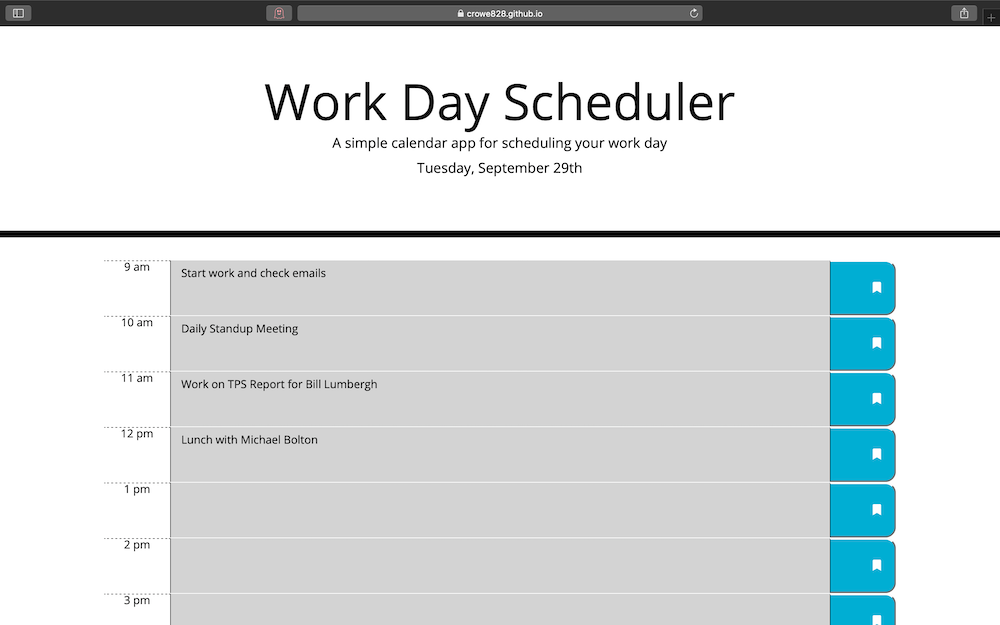 crowe828.github.io
Work Day Scheduler
A simple calendar app for scheduling your work day
Tuesday, September 29th
9 am
Start work and check emails
10 am
Daily Standup Meeting
11 am
Work on TPS Report for Bill Lumbergh
12 pm
Lunch with Michael Bolton
1 pm
2 pm
3 pm